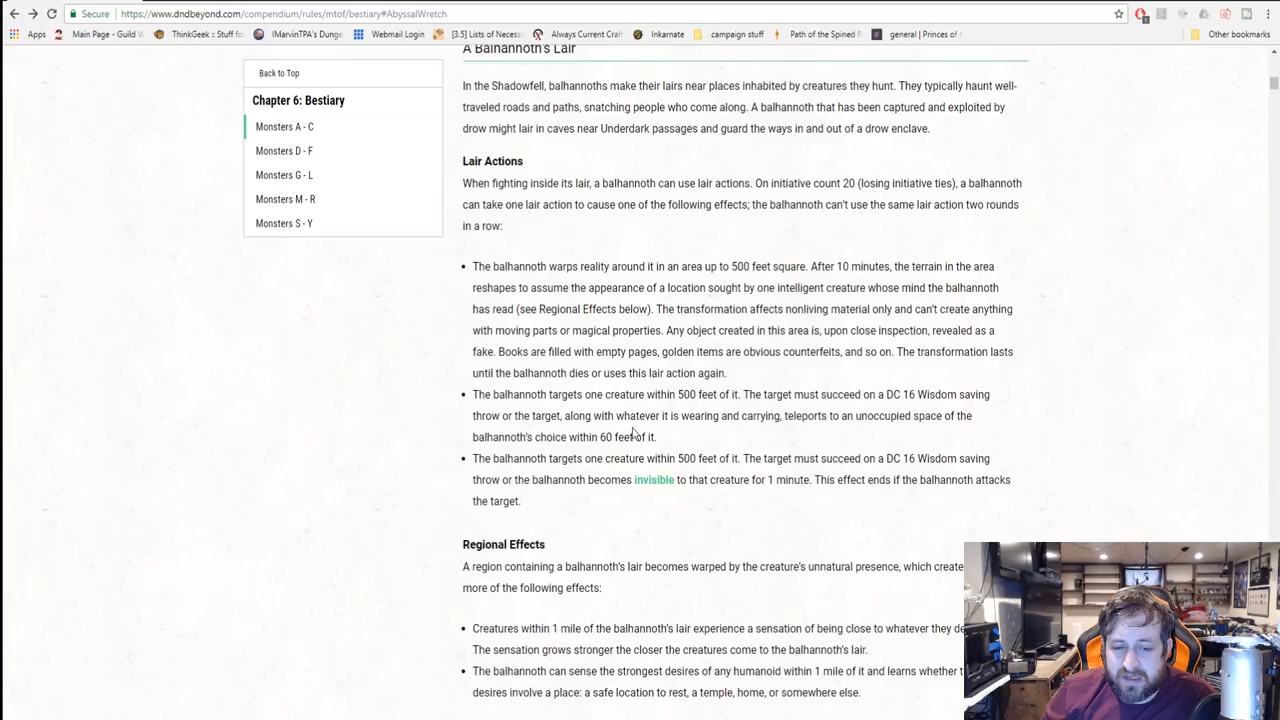 Secure https://www.dndbeyond.com/compendium/rules/mtof/bestiary#AbyssalWretch
Apps Main Page - Guild W ThinkGeek :: Stuff fo IMarvinTPA's Dunge Webmail Login [3.5] Lists of Necess Always Current Craft Inkarnate campaign stuff Path of the Spined R general | Princes of Other bookmarks
A Balhannoth's Lair
Back to Top
Chapter 6: Bestiary
Monsters A - C
Monsters D - F
Monsters G - L
Monsters M - R
Monsters S - Y
In the Shadowfell, balhannoths make their lairs near places inhabited by creatures they hunt. They typically haunt well-
traveled roads and paths, snatching people who come along. A balhannoth that has been captured and exploited by
drow might lair in caves near Underdark passages and guard the ways in and out of a drow enclave.
Lair Actions
When fighting inside its lair, a balhannoth can use lair actions. On initiative count 20 (losing initiative ties), a balhannoth
can take one lair action to cause one of the following effects; the balhannoth can't use the same lair action two rounds
in a row:
• The balhannoth warps reality around it in an area up to 500 feet square. After 10 minutes, the terrain in the area
reshapes to assume the appearance of a location sought by one intelligent creature whose mind the balhannoth
has read (see Regional Effects below). The transformation affects nonliving material only and can't create anything
with moving parts or magical properties. Any object created in this area is, upon close inspection, revealed as a
fake. Books are filled with empty pages, golden items are obvious counterfeits, and so on. The transformation lasts
until the balhannoth dies or uses this lair action again.
• The balhannoth targets one creature within 500 feet of it. The target must succeed on a DC 16 Wisdom saving
throw or the target, along with whatever it is wearing and carrying, teleports to an unoccupied space of the
balhannoth's choice within 60 feet of it.
• The balhannoth targets one creature within 500 feet of it. The target must succeed on a DC 16 Wisdom saving
throw or the balhannoth becomes invisible to that creature for 1 minute. This effect ends if the balhannoth attacks
the target.
Regional Effects
A region containing a balhannoth's lair becomes warped by the creature's unnatural presence, which create
more of the following effects:
• Creatures within 1 mile of the balhannoth's lair experience a sensation of being close to whatever they de
The sensation grows stronger the closer the creatures come to the balhannoth's lair.
• The balhannoth can sense the strongest desires of any humanoid within 1 mile of it and learns whether t
desires involve a place: a safe location to rest, a temple, home, or somewhere else.